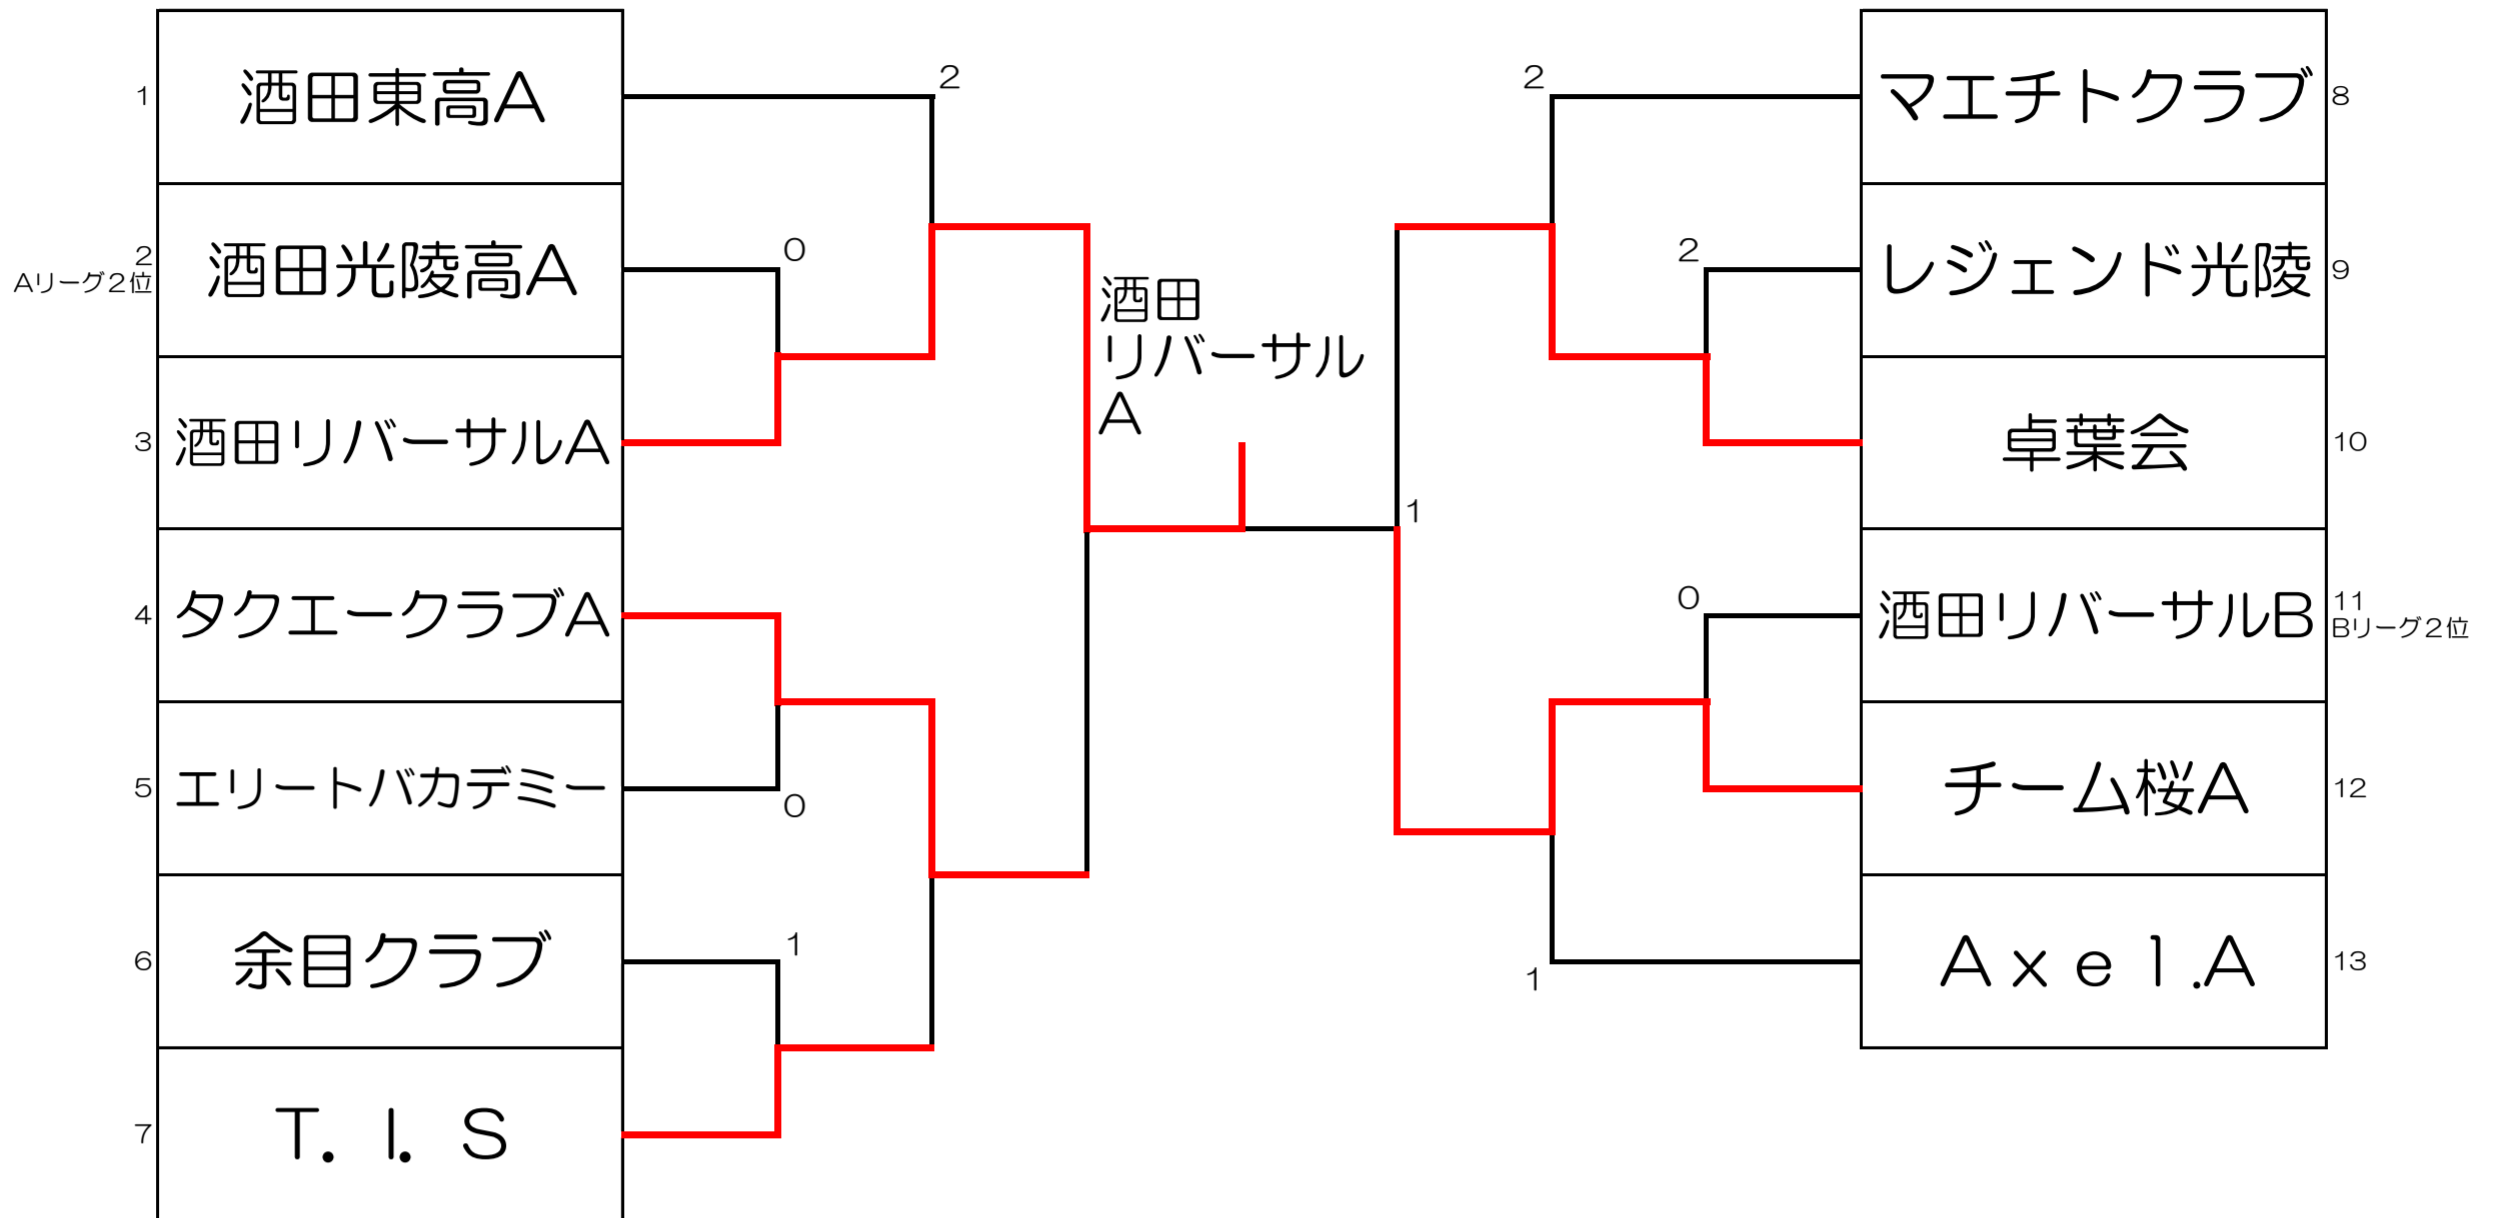 1
酒田東高A
2
2
Aリーグ2位
酒田光陵高A
0
3
酒田リバーサルA
4
タクエークラブA
5
エリートバカデミー
0
6
余目クラブ
1
7
T. I. S
酒田
リバーサル
A
2
マエチトクラブ
8
2
レジェンド光陵
9
卓葉会
10
1
0
酒田リバーサルB
11
Bリーグ2位
チーム桜A
12
1
Axel.A
13